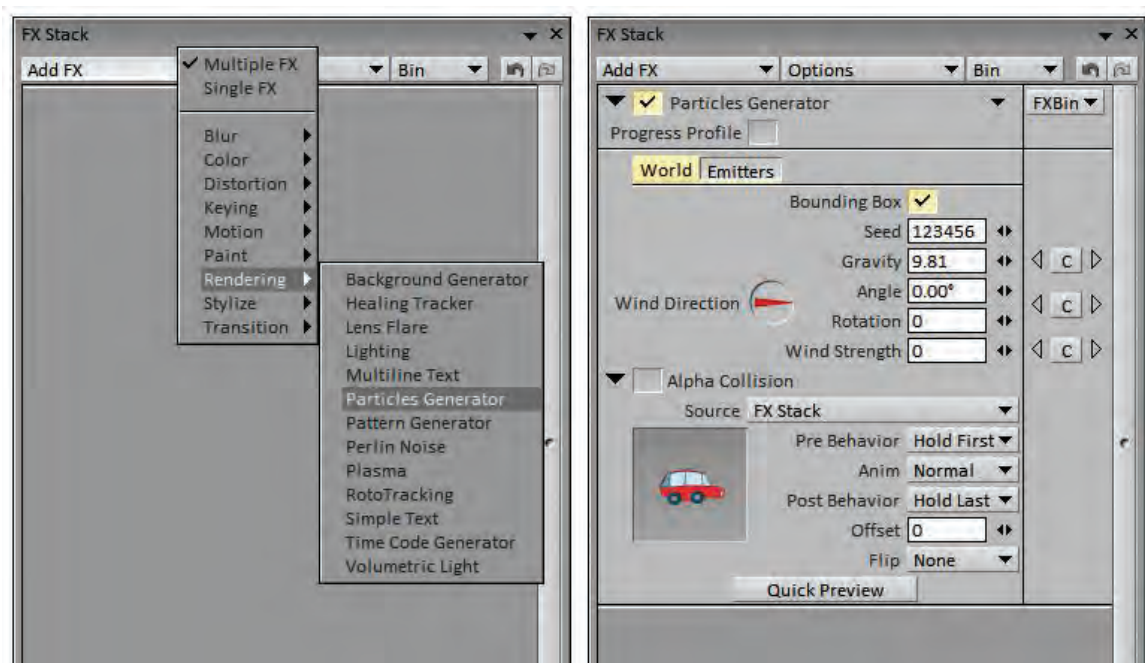 FX Stack
Add FX Bin
Multiple FX
Single FX
Blur
Color
Distortion
Keying
Motion
Paint
Rendering
Stylize
Transition
Background Generator
Healing Tracker
Lens Flare
Lighting
Multiline Text
Particles Generator
Pattern Generator
Perlin Noise
Plasma
RotoTracking
Simple Text
Time Code Generator
Volumetric Light
FX Stack
Add FX Options Bin
Particles Generator FXBin
Progress Profile
World Emitters
Bounding Box
Seed 123456
Gravity 9.81 C
Wind Direction Angle 0.00° C
Rotation 0
Wind Strength 0 C
Alpha Collision
Source FX Stack
Pre Behavior Hold First
Anim Normal
Post Behavior Hold Last
Offset 0
Flip None
Quick Preview